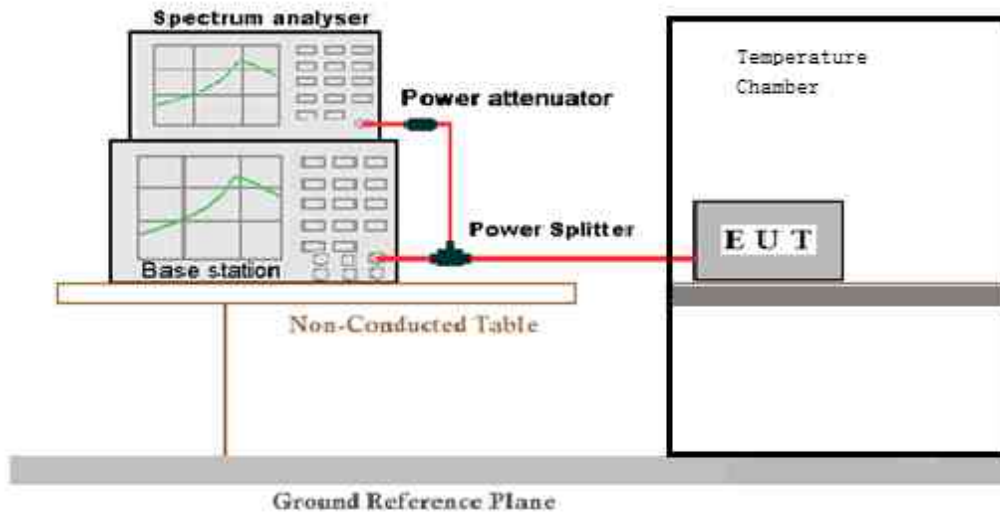 Spectrum analyser
Temperature
Chamber
Power attenuator
Power Splitter
E U T
Base station
Non-Conducted Table
Ground Reference Plane